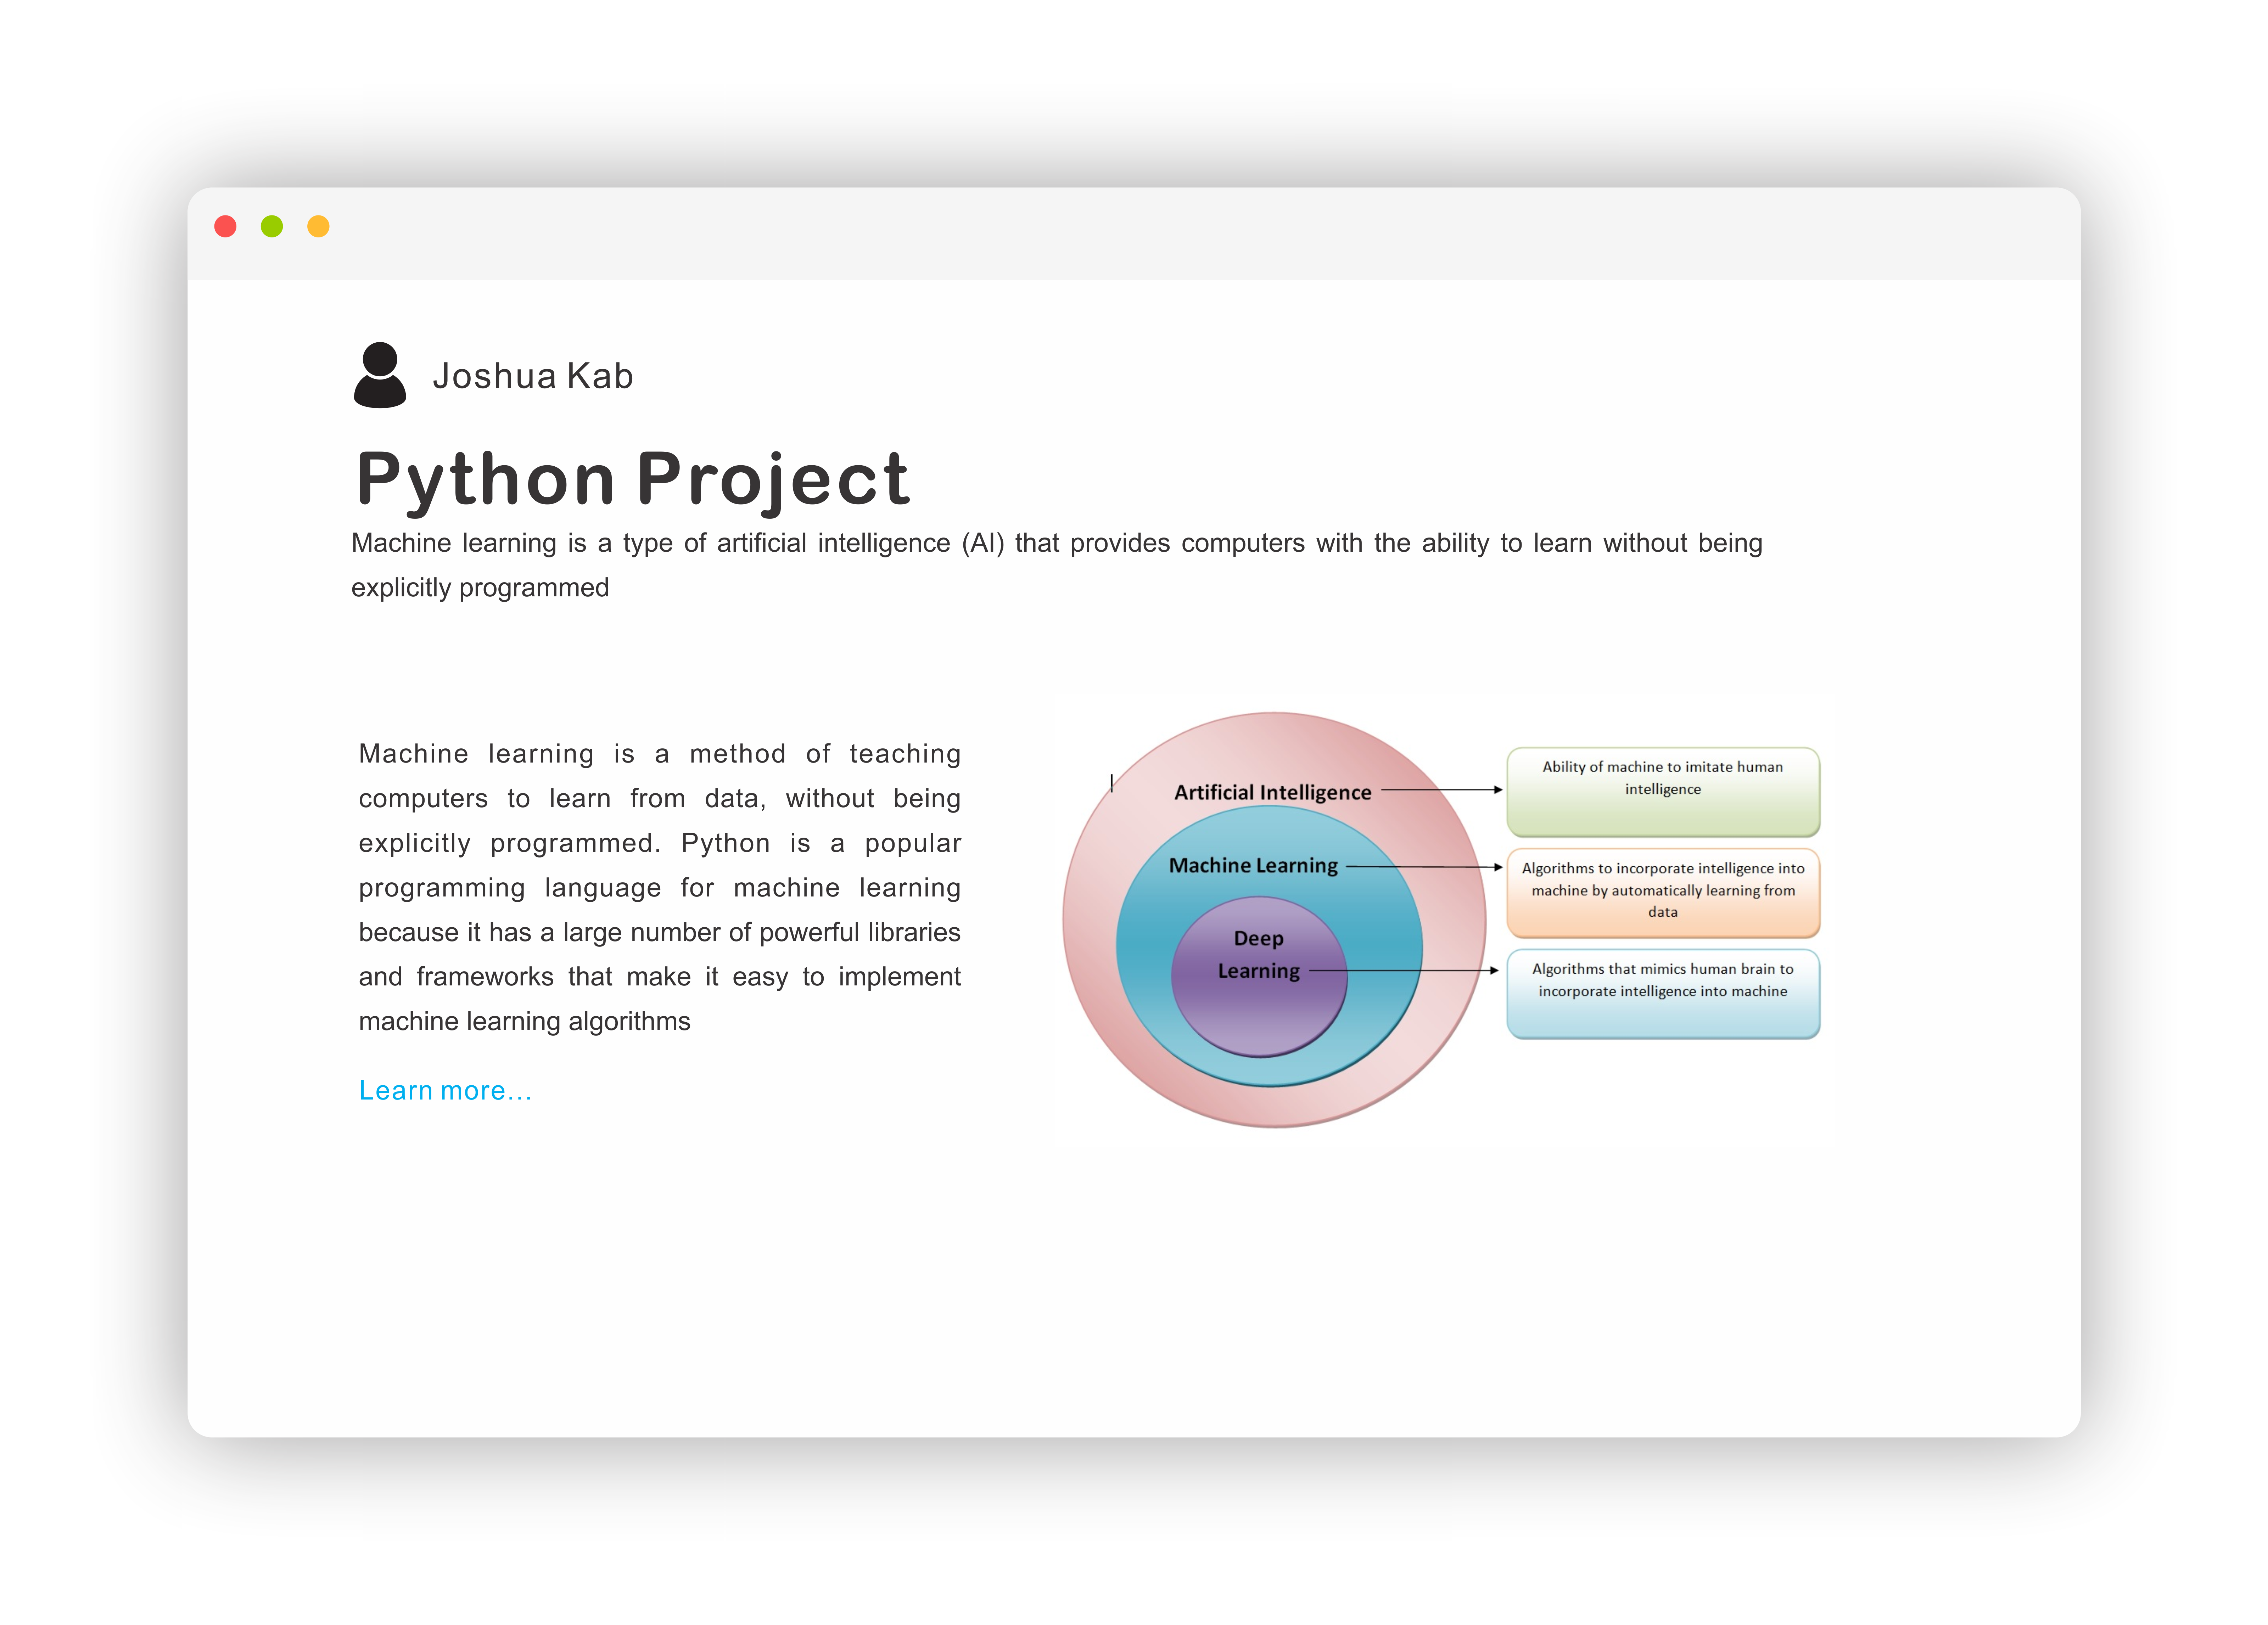 Joshua Kab
Python Project
Machine learning is a type of artificial intelligence (AI) that provides computers with the ability to learn without being
explicitly programmed
Machine learning is a method of teaching
computers to learn from data, without being
explicitly programmed. Python is a popular
programming language for machine learning
because it has a large number of powerful libraries
and frameworks that make it easy to implement
machine learning algorithms
Learn more...
Artificial Intelligence
Machine Learning
Deep
Learning
Ability of machine to imitate human
intelligence
Algorithms to incorporate intelligence into
machine by automatically learning from
data
Algorithms that mimics human brain to
incorporate intelligence into machine